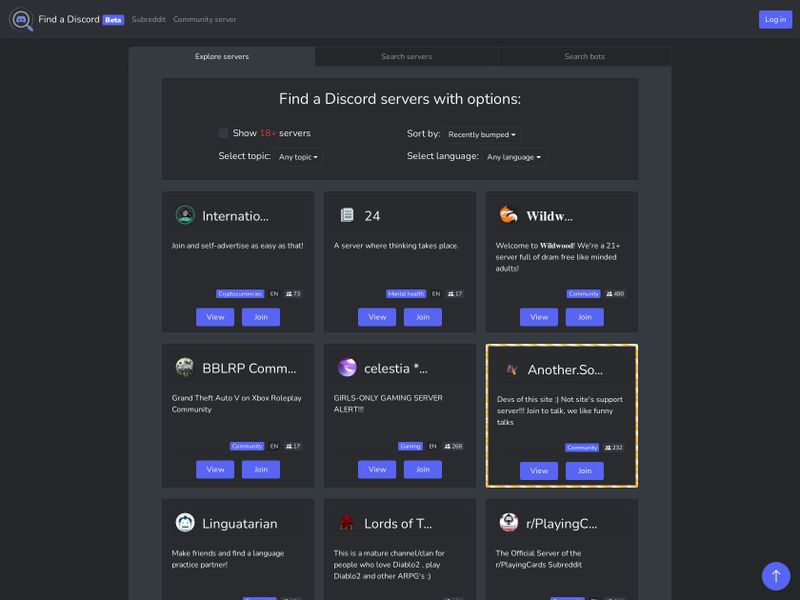 Find a Discord Beta Subreddit Community server Log in
Explore servers Search servers Search bots
Find a Discord servers with options:
Show 18+ servers Sort by: Recently bumped
Select topic: Any topic Select language: Any language
Internatio...
Join and self-advertise as easy as that!
Cryptocurrencies EN 73
View Join
24
A server where thinking takes place.
Mental health EN 17
View Join
Wildw...
Welcome to Wildwood! We're a 21+
server full of dram free like minded
adults!
Community 480
View Join
BBLRP Comm...
Grand Theft Auto V on Xbox Roleplay
Community
Community EN 17
View Join
celestia *...
GIRLS-ONLY GAMING SERVER
ALERT!!!
Gaming EN 268
View Join
Another.So...
Devs of this site :) Not site's support
server!!! Join to talk, we like funny
talks
Community 232
View Join
Linguatarian
Make friends and find a language
practice partner!
Lords of T...
This is a mature channel/clan for
people who love Diablo2 , play
Diablo2 and other ARPG's :)
r/PlayingC...
The Official Server of the
r/PlayingCards Subreddit